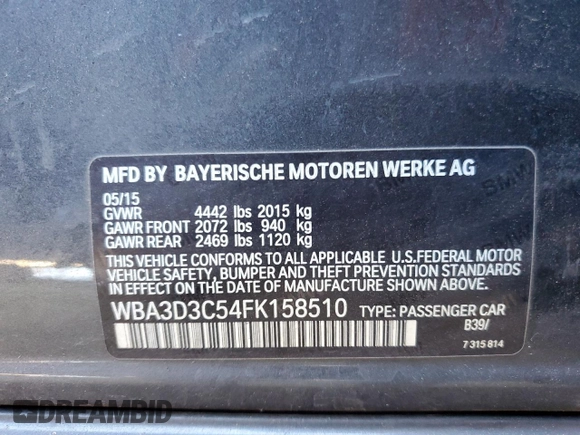 MFD BY BAYERISCHE MOTOREN WERKE AG
05/15
GVWR 4442 lbs 2015 kg
GAWR FRONT 2072 lbs 940 kg
GAWR REAR 2469 lbs 1120 kg
THIS VEHICLE CONFORMS TO ALL APPLICABLE U.S.FEDERAL MOTOR
VEHICLE SAFETY, BUMPER AND THEFT PREVENTION STANDARDS
IN EFFECT ON THE DATE OF MANUFACTURE SHOWN ABOVE.
WBA3D3C54FK158510 TYPE: PASSENGER CAR
B39/
7 315 814
DREAMBID